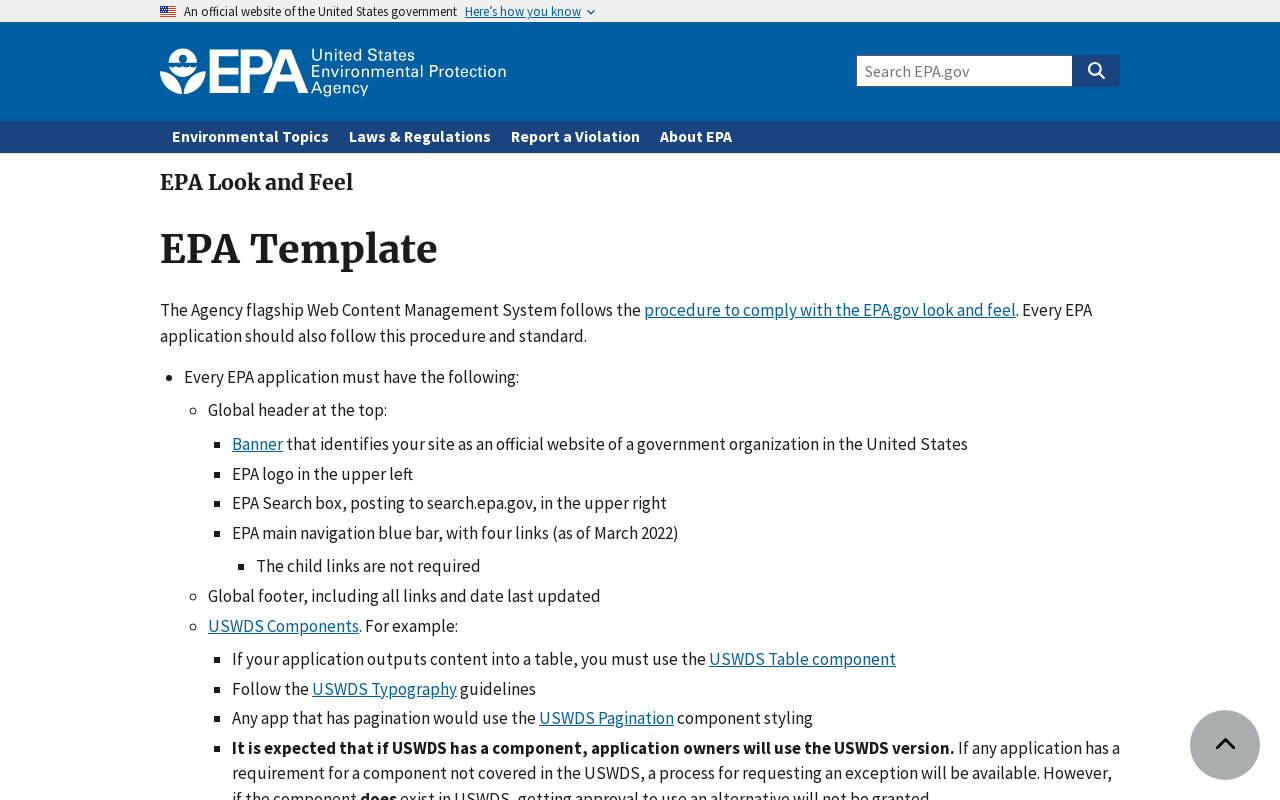 An official website of the United States government Here’s how you know
EPA United States
Environmental Protection
Agency
Search EPA.gov
Environmental Topics Laws & Regulations Report a Violation About EPA
EPA Look and Feel
EPA Template
The Agency flagship Web Content Management System follows the procedure to comply with the EPA.gov look and feel. Every EPA
application should also follow this procedure and standard.
Every EPA application must have the following:
Global header at the top:
Banner that identifies your site as an official website of a government organization in the United States
EPA logo in the upper left
EPA Search box, posting to search.epa.gov, in the upper right
EPA main navigation blue bar, with four links (as of March 2022)
The child links are not required
Global footer, including all links and date last updated
USWDS Components. For example:
If your application outputs content into a table, you must use the USWDS Table component
Follow the USWDS Typography guidelines
Any app that has pagination would use the USWDS Pagination component styling
It is expected that if USWDS has a component, application owners will use the USWDS version. If any application has a
requirement for a component not covered in the USWDS, a process for requesting an exception will be available. However,
if the component does exist in USWDS, getting approval to use an alternative will not be granted.